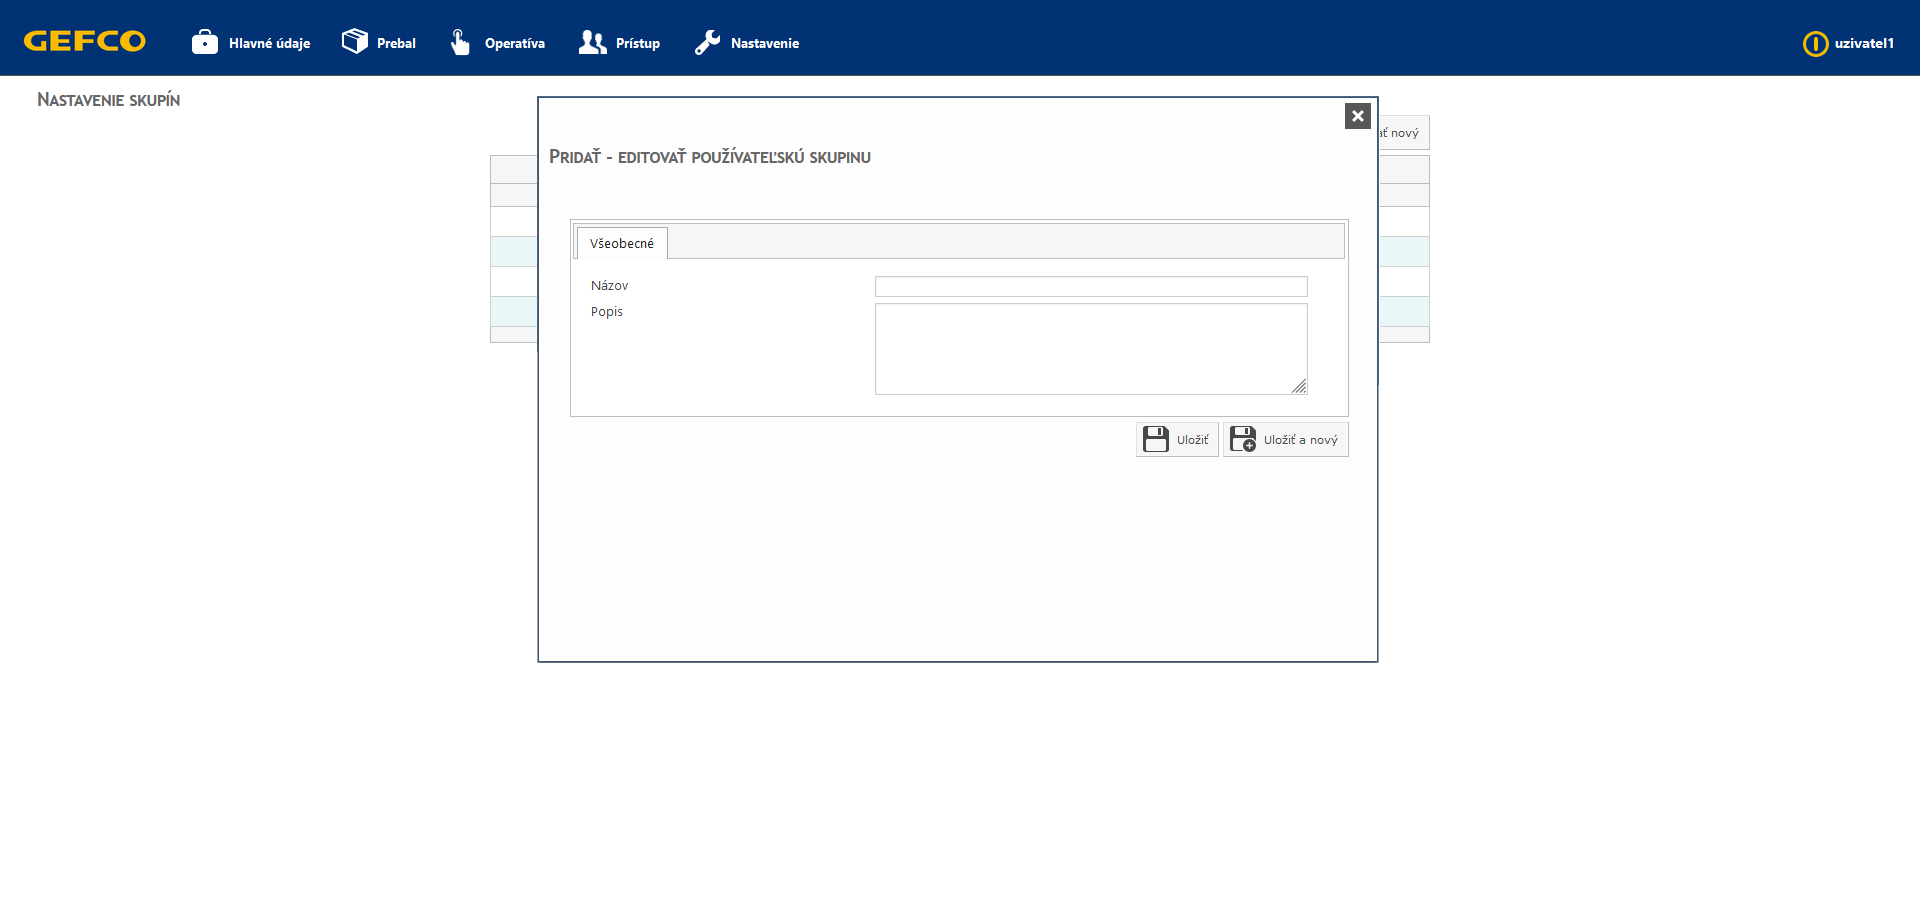 GEFCO Hlavné údaje Prebal Operatíva Prístup Nastavenie uzivatel1
Nastavenie skupín
nový
Pridať - editovať používateľskú skupinu
Všeobecné
Názov
Popis
Uložiť Uložiť a nový